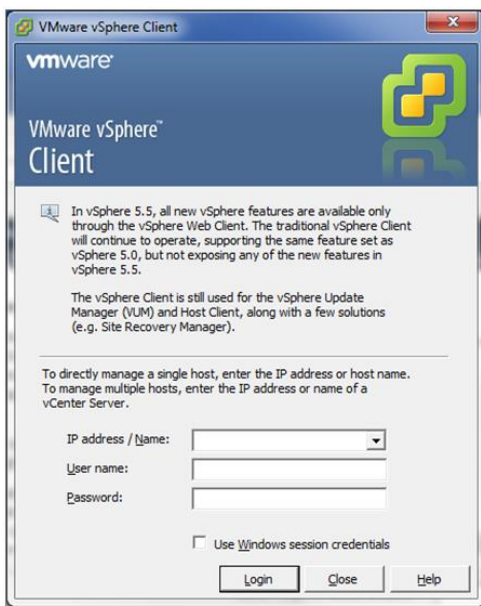 VMware vSphere Client
vmware
VMware vSphere™
Client
In vSphere 5.5, all new vSphere features are available only
through the vSphere Web Client. The traditional vSphere Client
will continue to operate, supporting the same feature set as
vSphere 5.0, but not exposing any of the new features in
vSphere 5.5.
The vSphere Client is still used for the vSphere Update
Manager (VUM) and Host Client, along with a few solutions
(e.g. Site Recovery Manager).
To directly manage a single host, enter the IP address or host name.
To manage multiple hosts, enter the IP address or name of a
vCenter Server.
IP address / Name:
User name:
Password:
Use Windows session credentials
Login Close Help